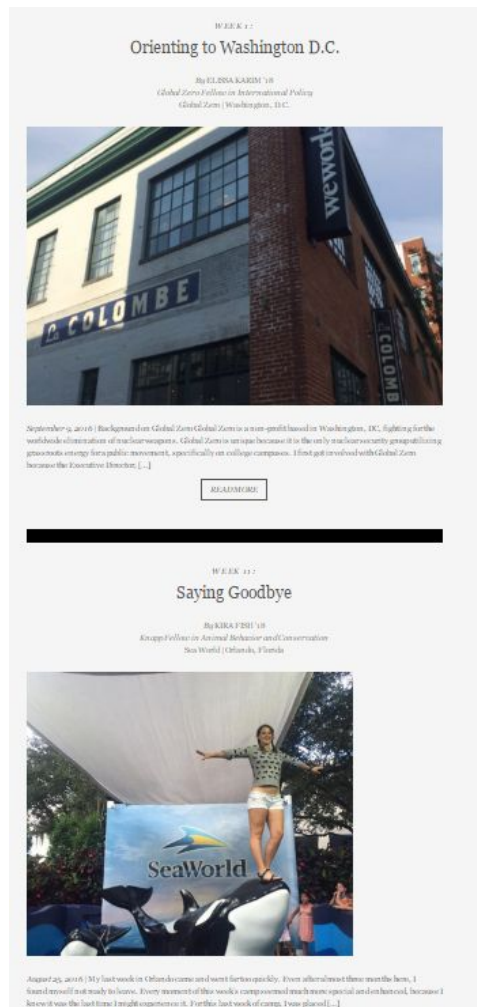 WEEK 1:
Orienting to Washington D.C.
By ELISSA KARIM '18
Global Zero Fellow in International Policy
Global Zero | Washington, D.C.
wework
La COLOMBE
La COLOMB
September 9, 2016 | Background on Global Zero Global Zero is a non-profit based in Washington, DC, fighting for the
worldwide elimination of nuclear weapons. Global Zero is unique because it is the only nuclear security group utilizing
grassroots energy for a public movement, specifically on college campuses. I first got involved with Global Zero
because the Executive Director, [...]
READ MORE
WEEK 11:
Saying Goodbye
By KIRA FISH '18
Knapp Fellow in Animal Behavior and Conservation
Sea World | Orlando, Florida
SeaWorld
August 25, 2016 | My last week in Orlando came and went far too quickly. Even after almost three months here, I
found myself not ready to leave. Every moment of this week's camp seemed much more special and enhanced, because I
knew it was the last time I might experience it. For this last week of camp, I was placed [...]